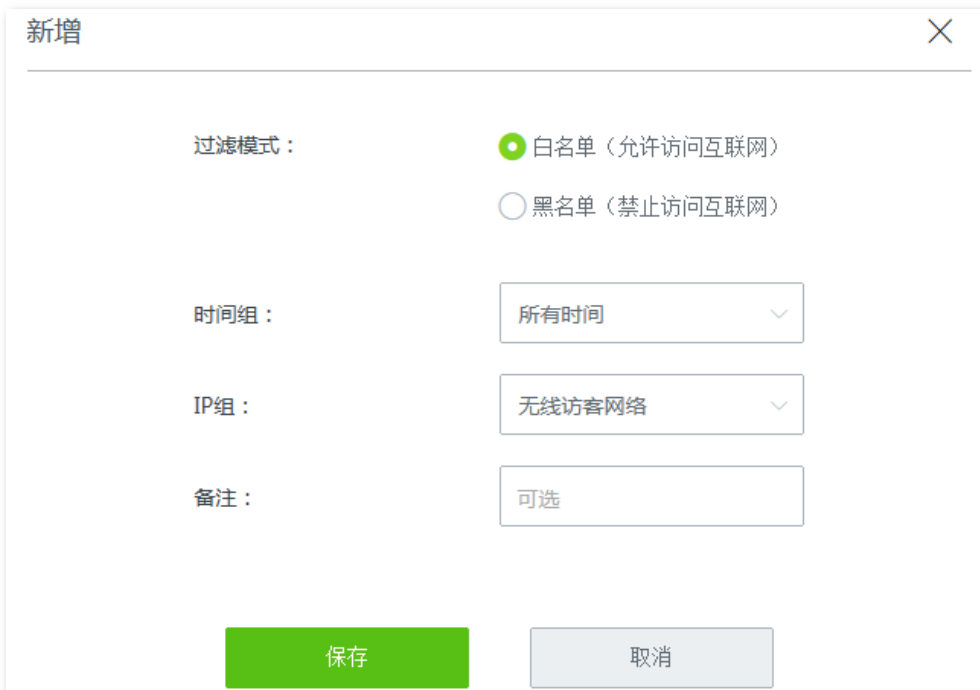 新增
过滤模式：
白名单（允许访问互联网）
黑名单（禁止访问互联网）
时间组：
所有时间
IP组：
无线访客网络
备注：
可选
保存
取消